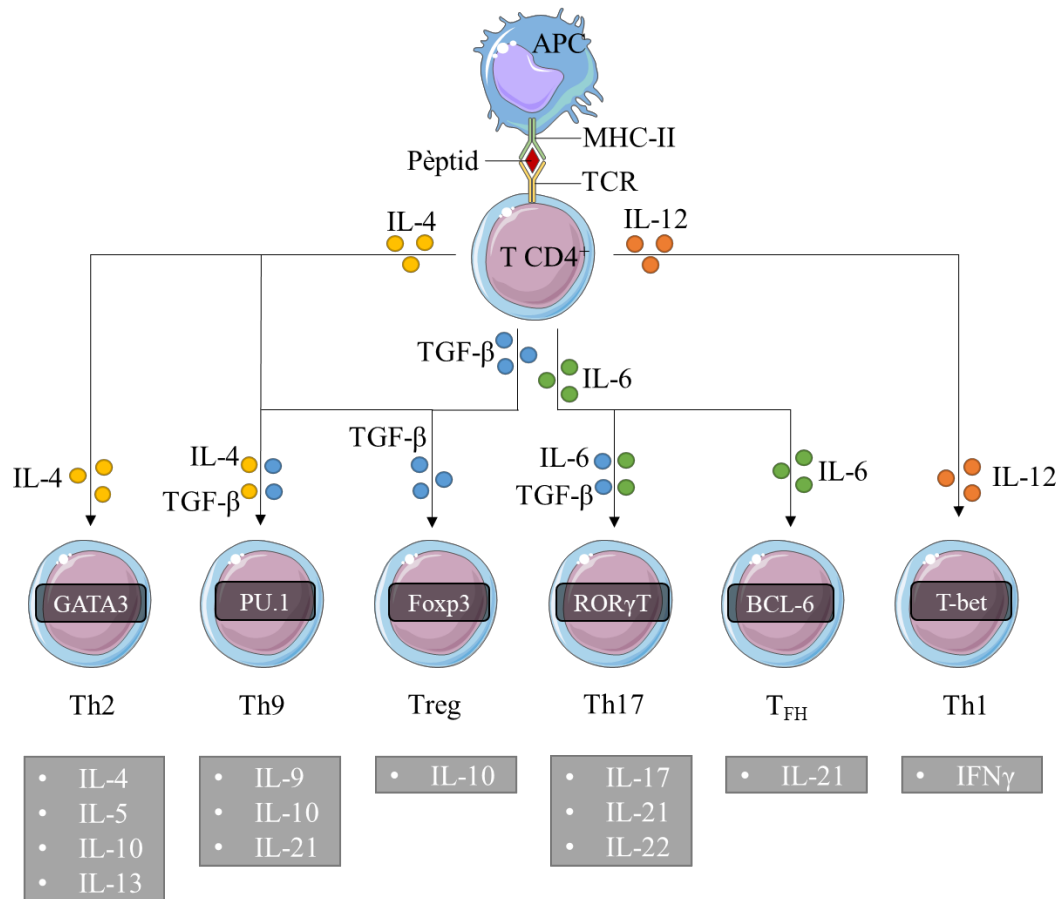 APC
MHC-II
Pèptid
TCR
IL-4
IL-12
T CD4⁺
TGF-β
IL-6
TGF-β
IL-4
IL-4
TGF-β
IL-6
TGF-β
IL-6
IL-12
GATA3
PU.1
Foxp3
RORγT
BCL-6
T-bet
Th2
Th9
Treg
Th17
T_FH
Th1
• IL-4
• IL-5
• IL-10
• IL-13
• IL-9
• IL-10
• IL-21
• IL-10
• IL-17
• IL-21
• IL-22
• IL-21
• IFNγ